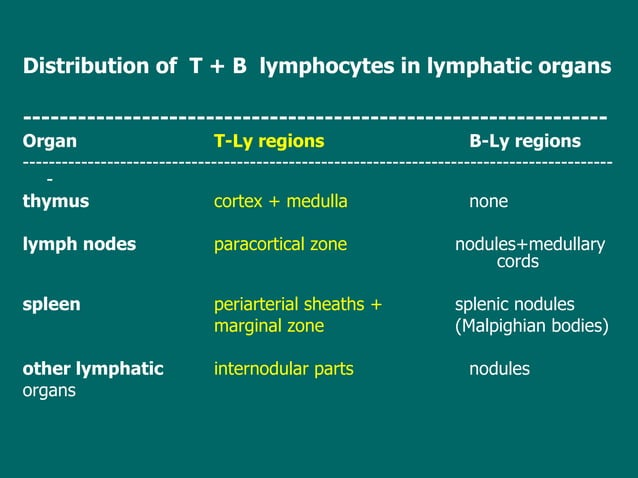 Distribution of  T + B  lymphocytes in lymphatic organs
----------------------------------------------------------------
Organ T-Ly regions B-Ly regions
-------------------------------------------------------------------------------------------
-
thymus cortex + medulla none
lymph nodes paracortical zone nodules+medullary
cords
spleen periarterial sheaths + splenic nodules
marginal zone (Malpighian bodies)
other lymphatic internodular parts nodules
organs